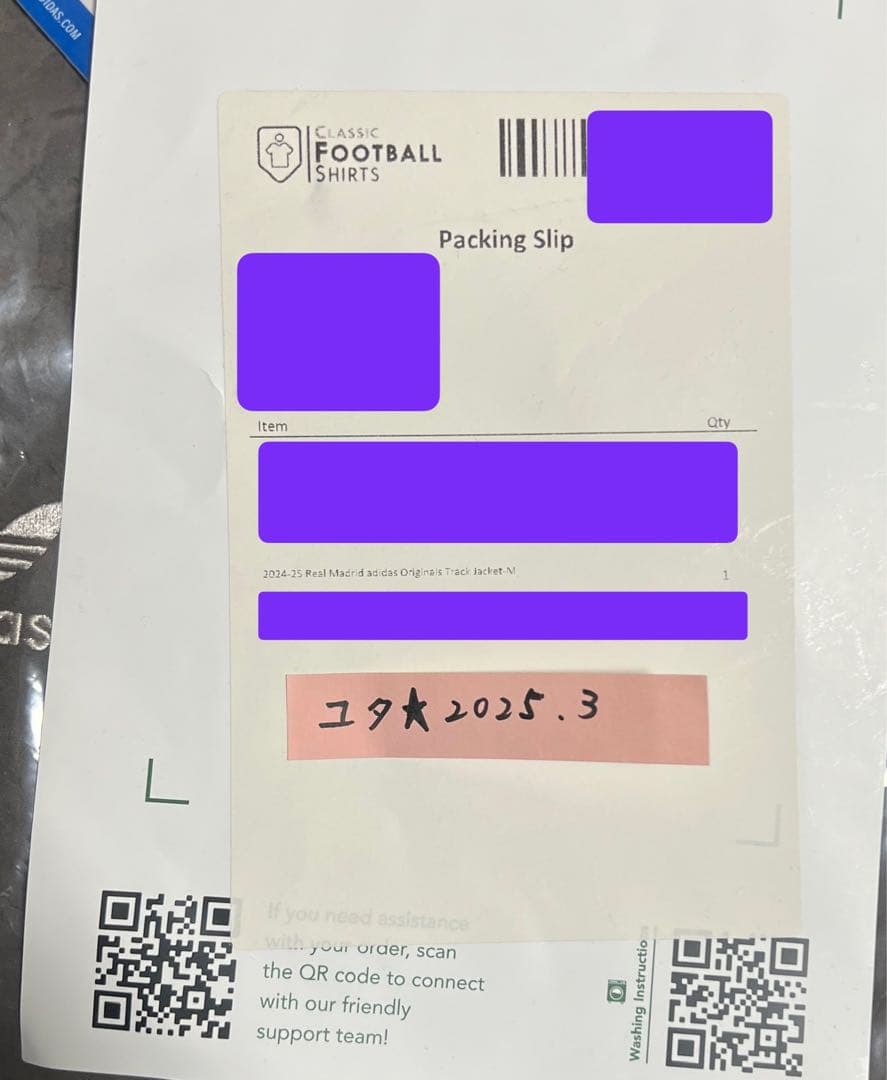 IDAS.COM
CLASSIC
FOOTBALL
SHIRTS
Packing Slip
Item Qty
2024-25 Real Madrid adidas Originals Track Jacket-M 1
ユタ★2025.3
as
If you need assistance
with your order, scan
the QR code to connect
with our friendly
support team!
Washing Instructio